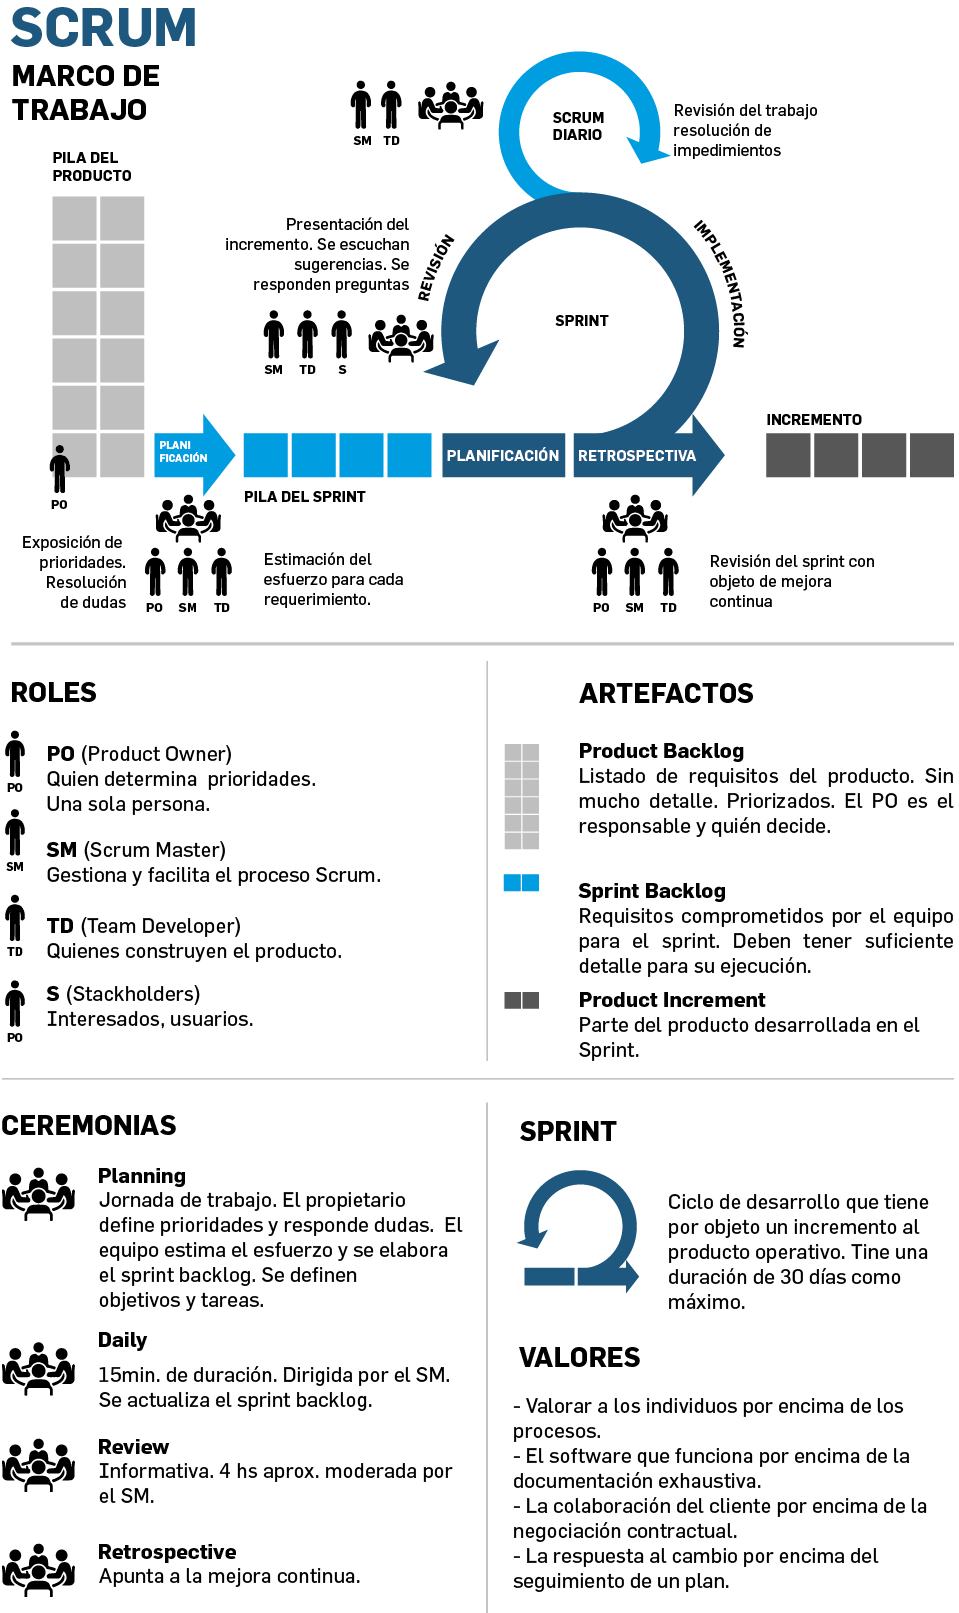 SCRUM
MARCO DE
TRABAJO
PILA DEL
PRODUCTO
SM TD
SCRUM
DIARIO
Revisión del trabajo
resolución de
impedimientos
Presentación del
incremento. Se escuchan
sugerencias. Se
responden preguntas
REVISIÓN
IMPLEMENTACIÓN
SPRINT
SM TD S
PLANI
FICACIÓN
PILA DEL SPRINT
PLANIFICACIÓN
RETROSPECTIVA
INCREMENTO
PO
Exposición de
prioridades.
Resolución
de dudas
PO SM TD
Estimación del
esfuerzo para cada
requerimiento.
PO SM TD
Revisión del sprint con
objeto de mejora
continua
ROLES
PO
PO (Product Owner)
Quien determina prioridades.
Una sola persona.
SM
SM (Scrum Master)
Gestiona y facilita el proceso Scrum.
TD
TD (Team Developer)
Quienes construyen el producto.
PO
S (Stackholders)
Interesados, usuarios.
ARTEFACTOS
Product Backlog
Listado de requisitos del producto. Sin
mucho detalle. Priorizados. El PO es el
responsable y quién decide.
Sprint Backlog
Requisitos comprometidos por el equipo
para el sprint. Deben tener suficiente
detalle para su ejecución.
Product Increment
Parte del producto desarrollada en el
Sprint.
CEREMONIAS
Planning
Jornada de trabajo. El propietario
define prioridades y responde dudas. El
equipo estima el esfuerzo y se elabora
el sprint backlog. Se definen
objetivos y tareas.
Daily
15min. de duración. Dirigida por el SM.
Se actualiza el sprint backlog.
Review
Informativa. 4 hs aprox. moderada por
el SM.
Retrospective
Apunta a la mejora continua.
SPRINT
Ciclo de desarrollo que tiene
por objeto un incremento al
producto operativo. Tine una
duración de 30 días como
máximo.
VALORES
- Valorar a los individuos por encima de los
procesos.
- El software que funciona por encima de la
documentación exhaustiva.
- La colaboración del cliente por encima de la
negociación contractual.
- La respuesta al cambio por encima del
seguimiento de un plan.